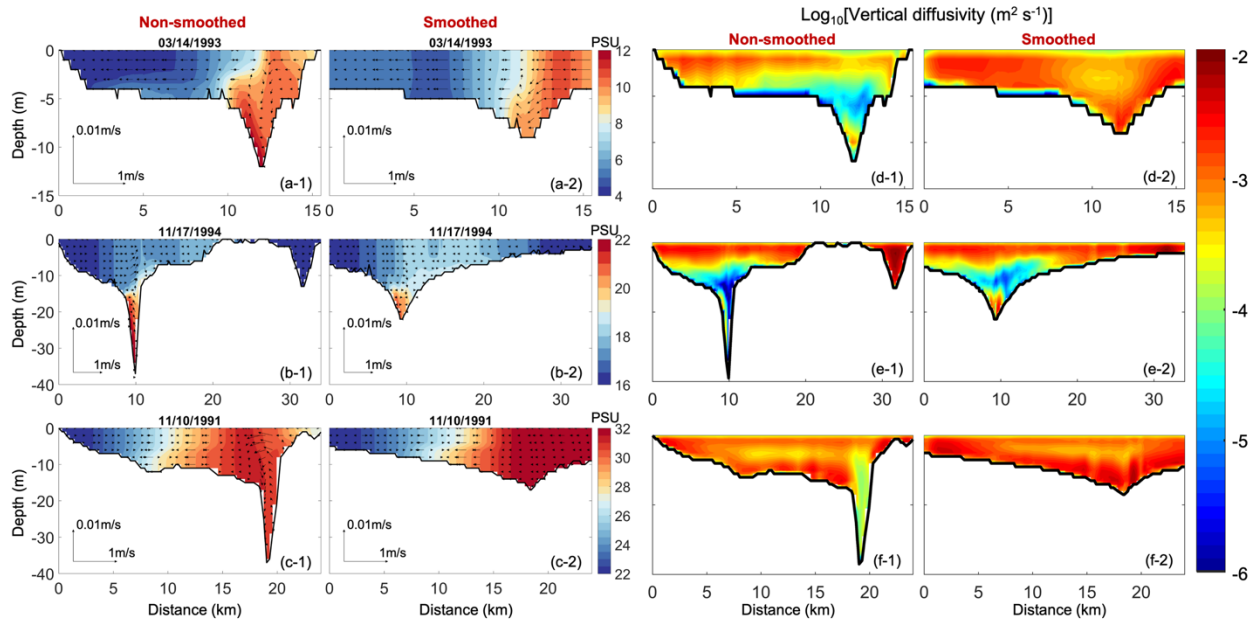 Log10[Vertical diffusivity (m² s⁻¹)]
Non-smoothed Smoothed Non-smoothed Smoothed
03/14/1993 03/14/1993 PSU
0 12 -2
-5 10
-10 8
-15 6
4
Depth (m)
0.01m/s 0.01m/s
1m/s 1m/s
(a-1) (a-2) (d-1) (d-2)
0 5 10 15 0 5 10 15 0 5 10 15 0 5 10 15
-3
11/17/1994 11/17/1994 PSU
0 22
-10 20
-20 18
-30 16
-40
Depth (m)
0.01m/s 0.01m/s
1m/s 1m/s
(b-1) (b-2) (e-1) (e-2)
0 10 20 30 0 10 20 30 0 10 20 30 0 10 20 30
-4
11/10/1991 11/10/1991 PSU
0 32
-10 30
-20 28
-30 26
-40 24
22
-5
Depth (m)
0.01m/s 0.01m/s
1m/s 1m/s
(c-1) (c-2) (f-1) (f-2)
-6
0 5 10 15 20 0 5 10 15 20 0 5 10 15 20 0 5 10 15 20
Distance (km) Distance (km) Distance (km) Distance (km)